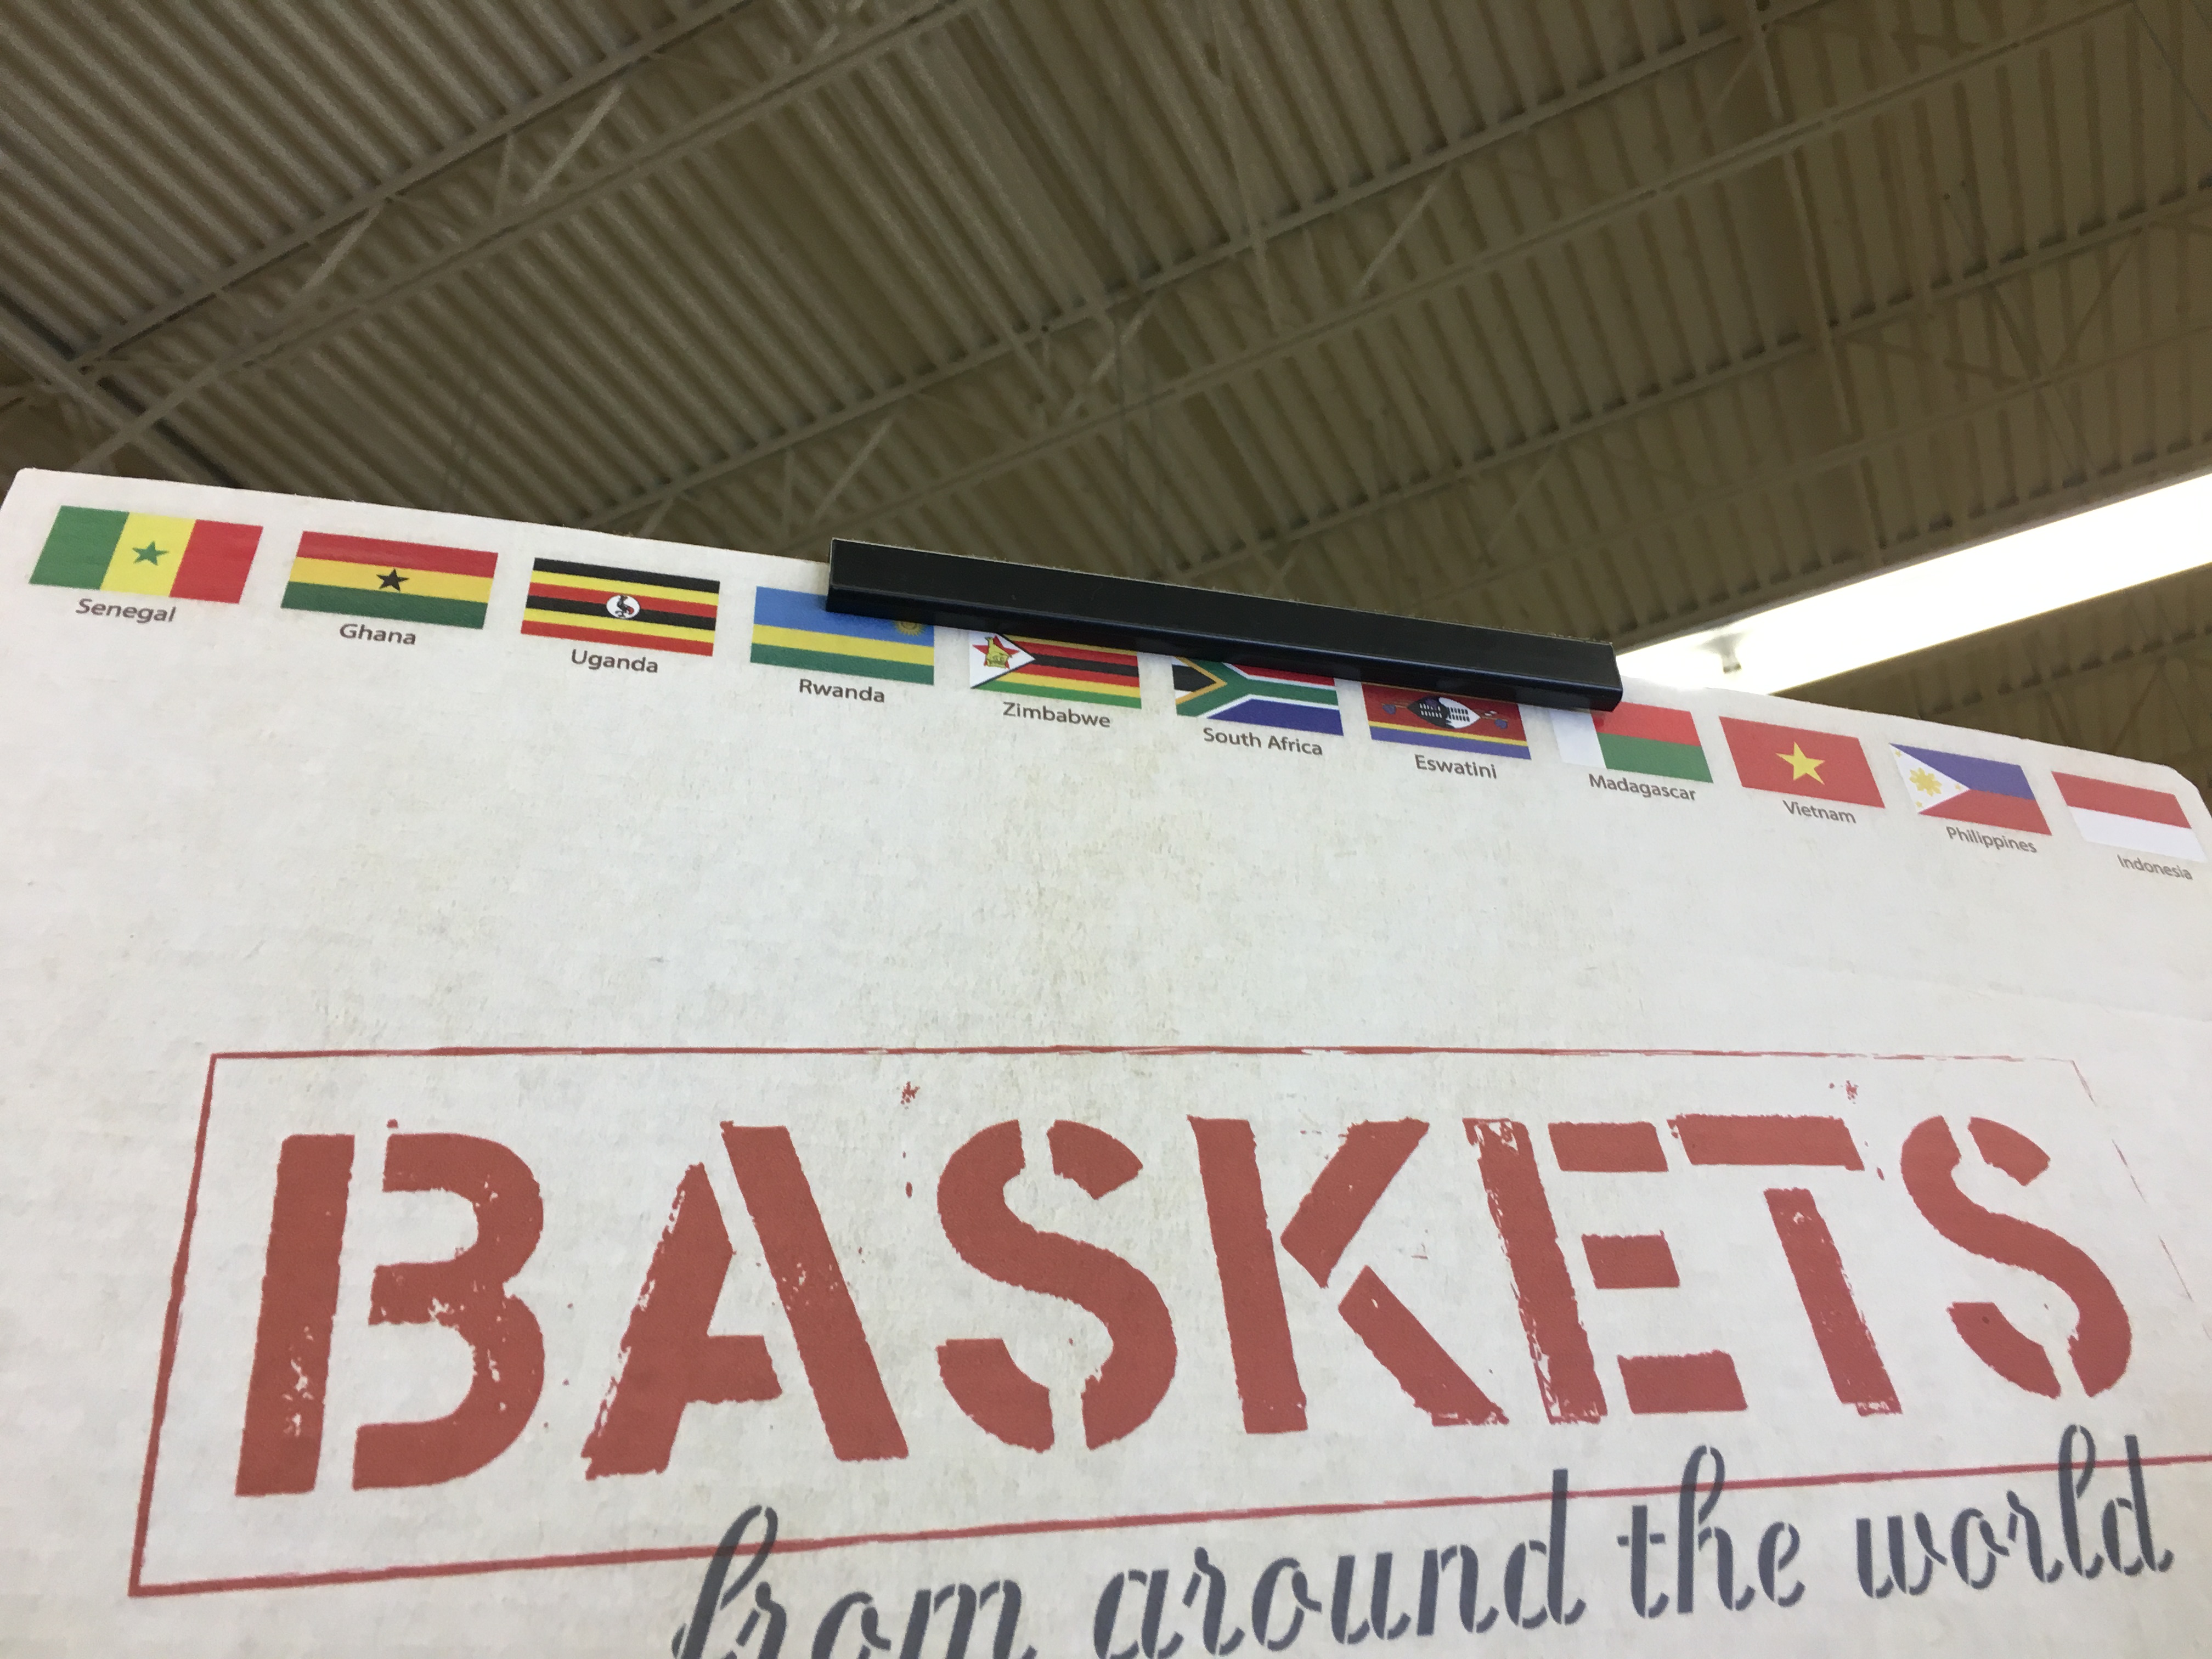 Senegal Ghana Uganda Rwanda Zimbabwe South Africa Eswatini Madagascar Vietnam Philippines Indonesia
BASKETS
from around the world